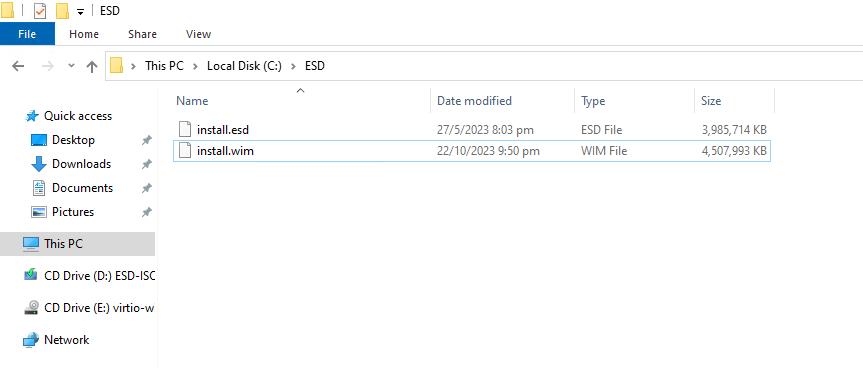 ESD
File Home Share View
This PC Local Disk (C:) ESD
Name Date modified Type Size
Quick access
Desktop
Downloads
Documents
Pictures
This PC
CD Drive (D:) ESD-ISO
CD Drive (E:) virtio-w
Network
install.esd 27/5/2023 8:03 pm ESD File 3,985,714 KB
install.wim 22/10/2023 9:50 pm WIM File 4,507,993 KB